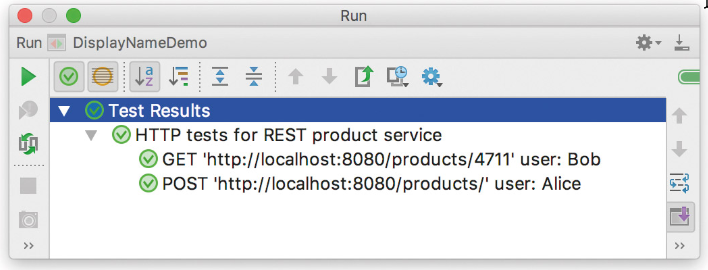 Run
Run DisplayNameDemo
Test Results
HTTP tests for REST product service
GET 'http://localhost:8080/products/4711' user: Bob
POST 'http://localhost:8080/products/' user: Alice